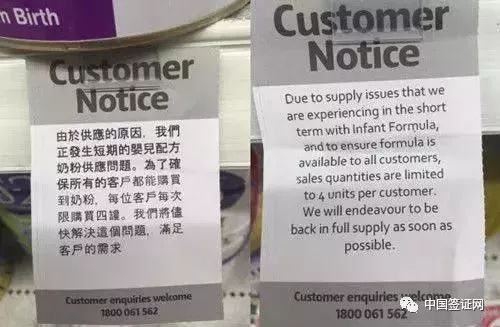 m Birth
Customer
Notice
由於供應的原因，我們
正發生短期的嬰兒配方
奶粉供應問題。為了確
保所有的客戶都能購買
到奶粉，每位客戶每次
限購買四罐。我們將儘
快解決這個問題，滿足
客戶的需求
Customer enquiries welcome
1800 061 562
Customer
Notice
Due to supply issues that we
are experiencing in the short
term with Infant Formula,
and to ensure formula is
available to all customers,
sales quantities are limited
to 4 units per customer.
We will endeavour to be
back in full supply as soon as
possible.
Customer enquiries welcome
1800 061 562
中国签证网